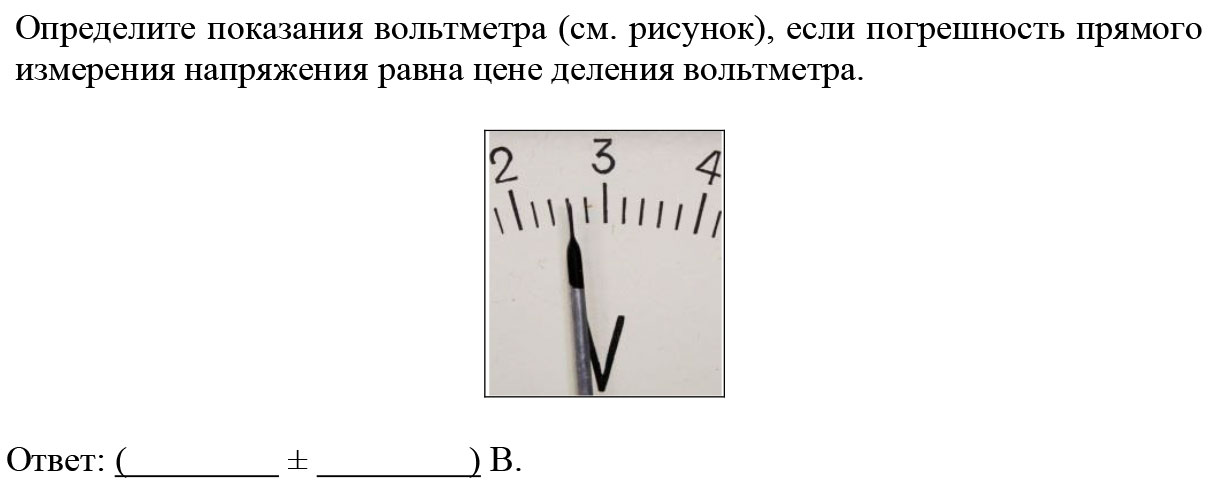 Определите показания вольтметра (см. рисунок), если погрешность прямого
измерения напряжения равна цене деления вольтметра.
2 3 4
V
Ответ: (_________ ± _________) В.